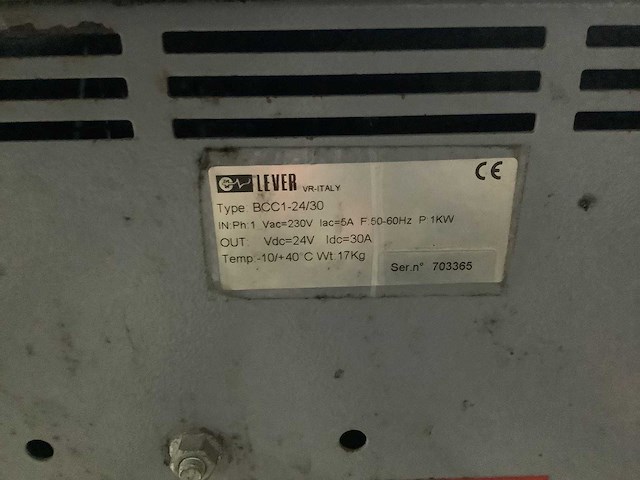 LEVER VR-ITALY CE
Type: BCC1-24/30
IN:Ph:1 Vac=230V Iac=5A F:50-60Hz P:1KW
OUT: Vdc=24V Idc=30A
Temp:-10/+40°C Wt.17Kg
Ser.n° 703365